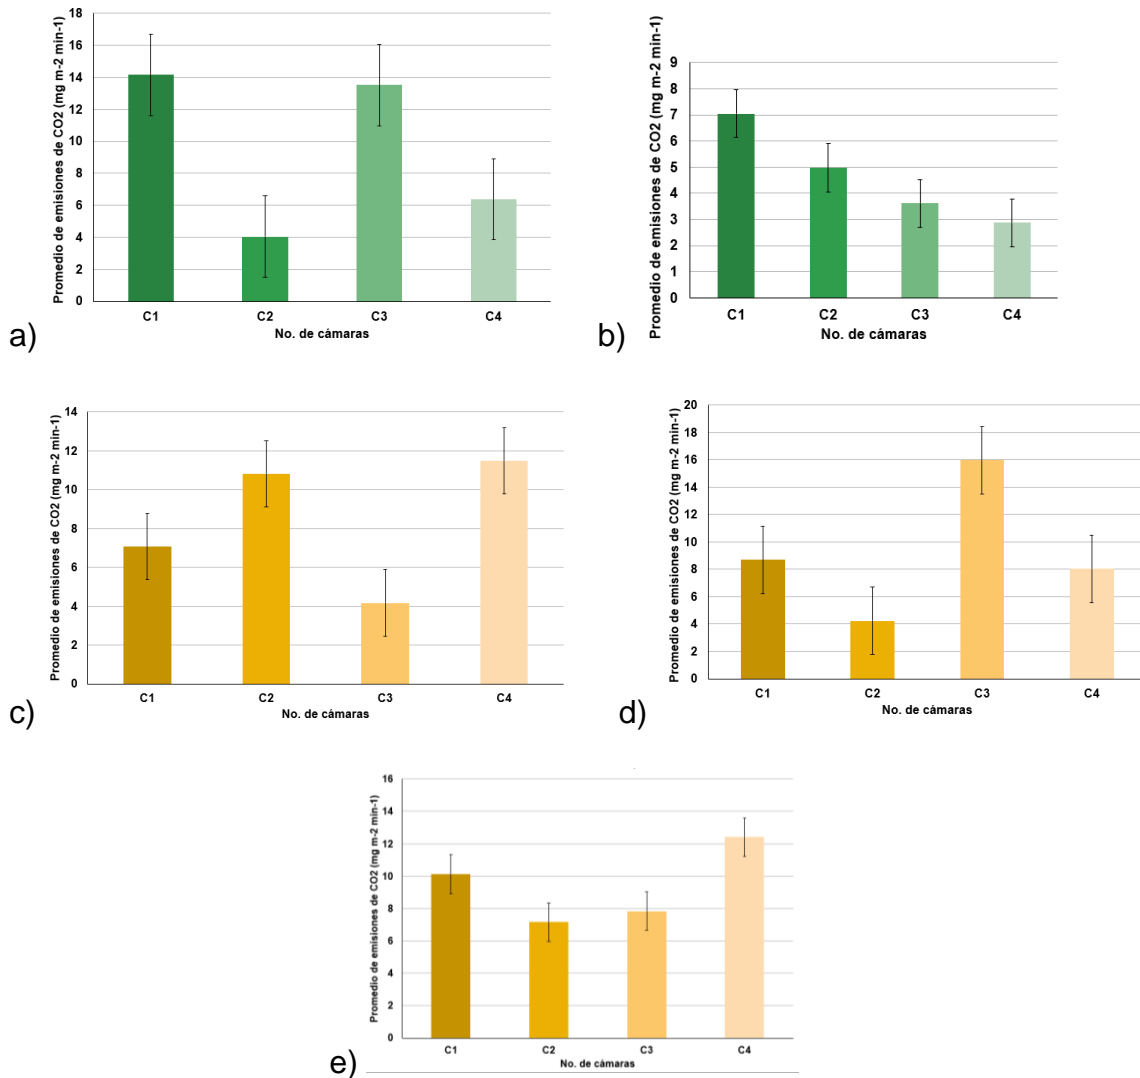 Promedio de emisiones de CO2 (mg m-2 min-1)
18
16
14
12
10
8
6
4
2
0
C1 C2 C3 C4
No. de cámaras
a)
Promedio de emisiones de CO2 (mg m-2 min-1)
9
8
7
6
5
4
3
2
1
0
C1 C2 C3 C4
No. de cámaras
b)
Promedio de emisiones de CO2 (mg m-2 min-1)
14
12
10
8
6
4
2
0
C1 C2 C3 C4
No. de cámaras
c)
Promedio de emisiones de CO2 (mg m-2 min-1)
20
18
16
14
12
10
8
6
4
2
0
C1 C2 C3 C4
No. de cámaras
d)
Promedio de emisiones de CO2 (mg m-2 min-1)
16
14
12
10
8
6
4
2
0
C1 C2 C3 C4
No. de cámaras
e)